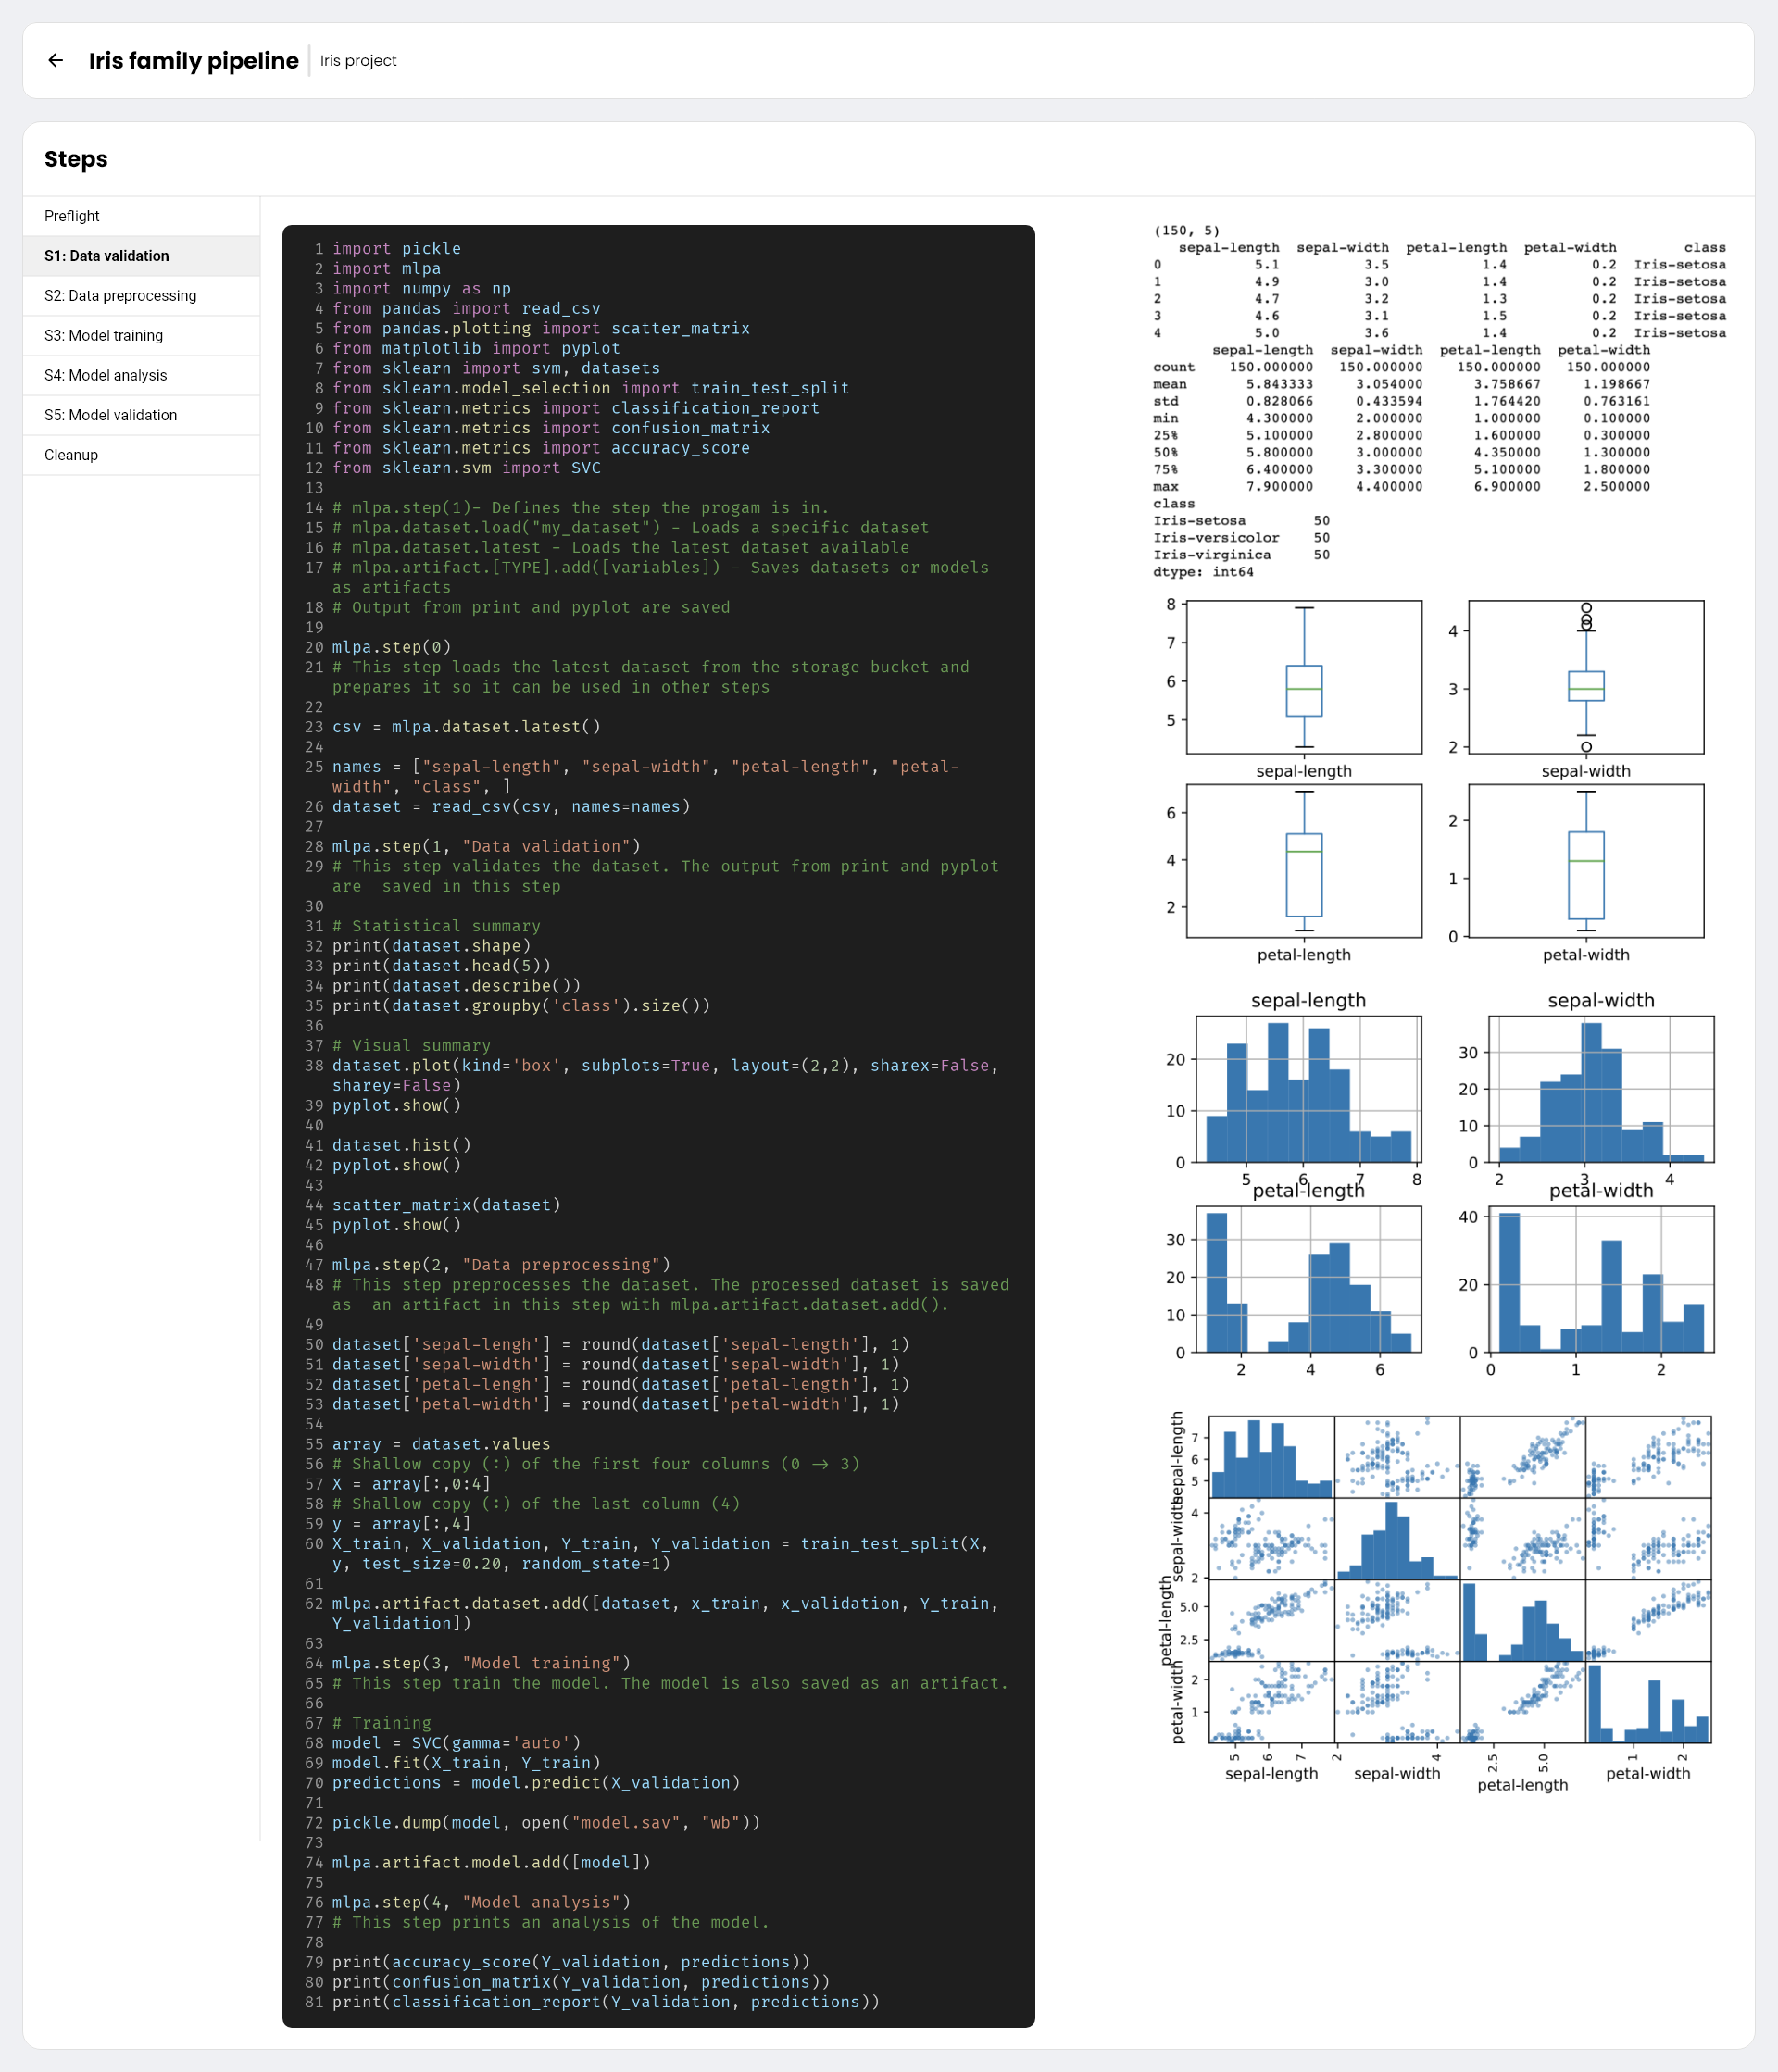 Iris family pipeline
Iris project
Steps
Preflight
S1: Data validation
S2: Data preprocessing
S3: Model training
S4: Model analysis
S5: Model validation
Cleanup
1 import pickle
2 import mlpa
3 import numpy as np
4 from pandas import read_csv
5 from pandas.plotting import scatter_matrix
6 from matplotlib import pyplot
7 from sklearn import svm, datasets
8 from sklearn.model_selection import train_test_split
9 from sklearn.metrics import classification_report
10 from sklearn.metrics import confusion_matrix
11 from sklearn.metrics import accuracy_score
12 from sklearn.svm import SVC
13
14 # mlpa.step(1)- Defines the step the progam is in.
15 # mlpa.dataset.load("my_dataset") - Loads a specific dataset
16 # mlpa.dataset.latest - Loads the latest dataset available
17 # mlpa.artifact.[TYPE].add([variables]) - Saves datasets or models
as artifacts
18 # Output from print and pyplot are saved
19
20 mlpa.step(0)
21 # This step loads the latest dataset from the storage bucket and
prepares it so it can be used in other steps
22
23 csv = mlpa.dataset.latest()
24
25 names = ["sepal-length", "sepal-width", "petal-length", "petal-
width", "class", ]
26 dataset = read_csv(csv, names=names)
27
28 mlpa.step(1, "Data validation")
29 # This step validates the dataset. The output from print and pyplot
are  saved in this step
30
31 # Statistical summary
32 print(dataset.shape)
33 print(dataset.head(5))
34 print(dataset.describe())
35 print(dataset.groupby('class').size())
36
37 # Visual summary
38 dataset.plot(kind='box', subplots=True, layout=(2,2), sharex=False,
sharey=False)
39 pyplot.show()
40
41 dataset.hist()
42 pyplot.show()
43
44 scatter_matrix(dataset)
45 pyplot.show()
46
47 mlpa.step(2, "Data preprocessing")
48 # This step preprocesses the dataset. The processed dataset is saved
as  an artifact in this step with mlpa.artifact.dataset.add().
49
50 dataset['sepal-lengh'] = round(dataset['sepal-length'], 1)
51 dataset['sepal-width'] = round(dataset['sepal-width'], 1)
52 dataset['petal-lengh'] = round(dataset['petal-length'], 1)
53 dataset['petal-width'] = round(dataset['petal-width'], 1)
54
55 array = dataset.values
56 # Shallow copy (:) of the first four columns (0 → 3)
57 X = array[:,0:4]
58 # Shallow copy (:) of the last column (4)
59 y = array[:,4]
60 X_train, X_validation, Y_train, Y_validation = train_test_split(X,
y, test_size=0.20, random_state=1)
61
62 mlpa.artifact.dataset.add([dataset, x_train, x_validation, Y_train,
Y_validation])
63
64 mlpa.step(3, "Model training")
65 # This step train the model. The model is also saved as an artifact.
66
67 # Training
68 model = SVC(gamma='auto')
69 model.fit(X_train, Y_train)
70 predictions = model.predict(X_validation)
71
72 pickle.dump(model, open("model.sav", "wb"))
73
74 mlpa.artifact.model.add([model])
75
76 mlpa.step(4, "Model analysis")
77 # This step prints an analysis of the model.
78
79 print(accuracy_score(Y_validation, predictions))
80 print(confusion_matrix(Y_validation, predictions))
81 print(classification_report(Y_validation, predictions))
(150, 5)
sepal-length sepal-width petal-length petal-width class
0 5.1 3.5 1.4 0.2 Iris-setosa
1 4.9 3.0 1.4 0.2 Iris-setosa
2 4.7 3.2 1.3 0.2 Iris-setosa
3 4.6 3.1 1.5 0.2 Iris-setosa
4 5.0 3.6 1.4 0.2 Iris-setosa
sepal-length sepal-width petal-length petal-width
count 150.000000 150.000000 150.000000 150.000000
mean 5.843333 3.054000 3.758667 1.198667
std 0.828066 0.433594 1.764420 0.763161
min 4.300000 2.000000 1.000000 0.100000
25% 5.100000 2.800000 1.600000 0.300000
50% 5.800000 3.000000 4.350000 1.300000
75% 6.400000 3.300000 5.100000 1.800000
max 7.900000 4.400000 6.900000 2.500000
class
Iris-setosa 50
Iris-versicolor 50
Iris-virginica 50
dtype: int64
8
7
6
5
sepal-length
4
3
2
sepal-width
6
4
2
petal-length
2
1
0
petal-width
sepal-length
20
10
0
5 6 7 8
sepal-width
30
20
10
0
2 3 4
petal-length
30
20
10
0
2 4 6
petal-width
40
20
0
0 1 2
sepal-length
7
6
5
sepal-width
4
2
petal-length
5.0
2.5
petal-width
2
1
5 6 7 2 4 2.5 5.0 1 2
sepal-length sepal-width petal-length petal-width